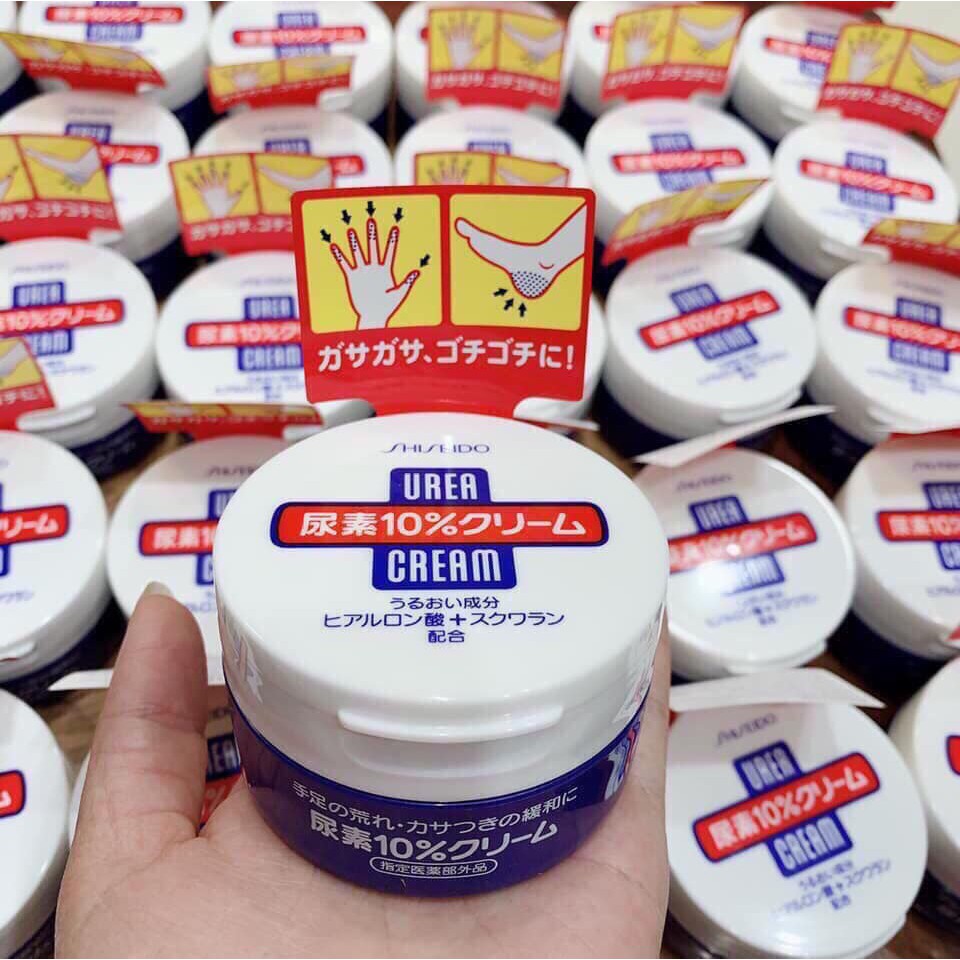 ガサガサ、ゴチゴチに!
SHISEIDO
UREA
尿素10%クリーム
CREAM
うるおい成分
ヒアルロン酸+スクワラン
配合
手足の荒れ・カサつきの緩和に
尿素10%クリーム
指定医薬部外品